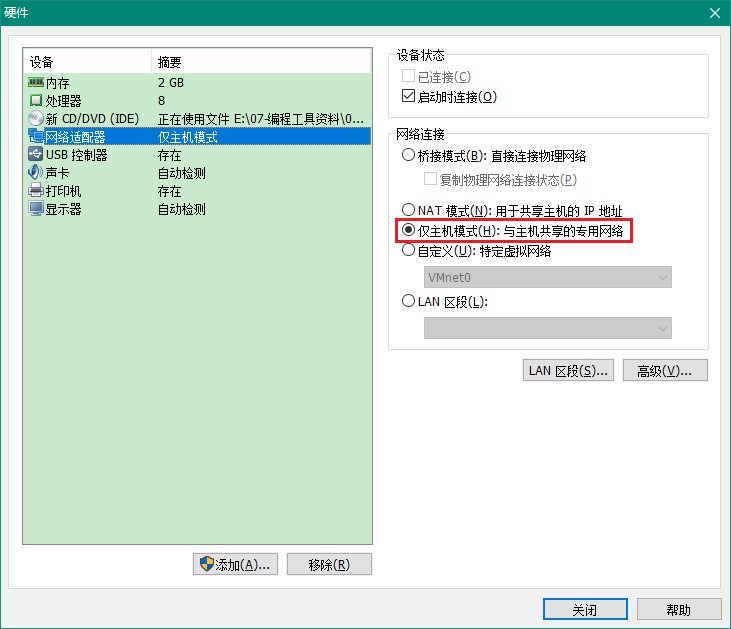 硬件
设备 摘要
内存 2 GB
处理器 8
新 CD/DVD (IDE) 正在使用文件 E:\07-编程工具资料\0...
网络适配器 仅主机模式
USB 控制器 存在
声卡 自动检测
打印机 存在
显示器 自动检测
添加(A)...
移除(R)
设备状态
已连接(C)
启动时连接(O)
网络连接
桥接模式(B): 直接连接物理网络
复制物理网络连接状态(P)
NAT 模式(N): 用于共享主机的 IP 地址
仅主机模式(H): 与主机共享的专用网络
自定义(U): 特定虚拟网络
VMnet0
LAN 区段(L):
LAN 区段(S)...
高级(V)...
关闭
帮助